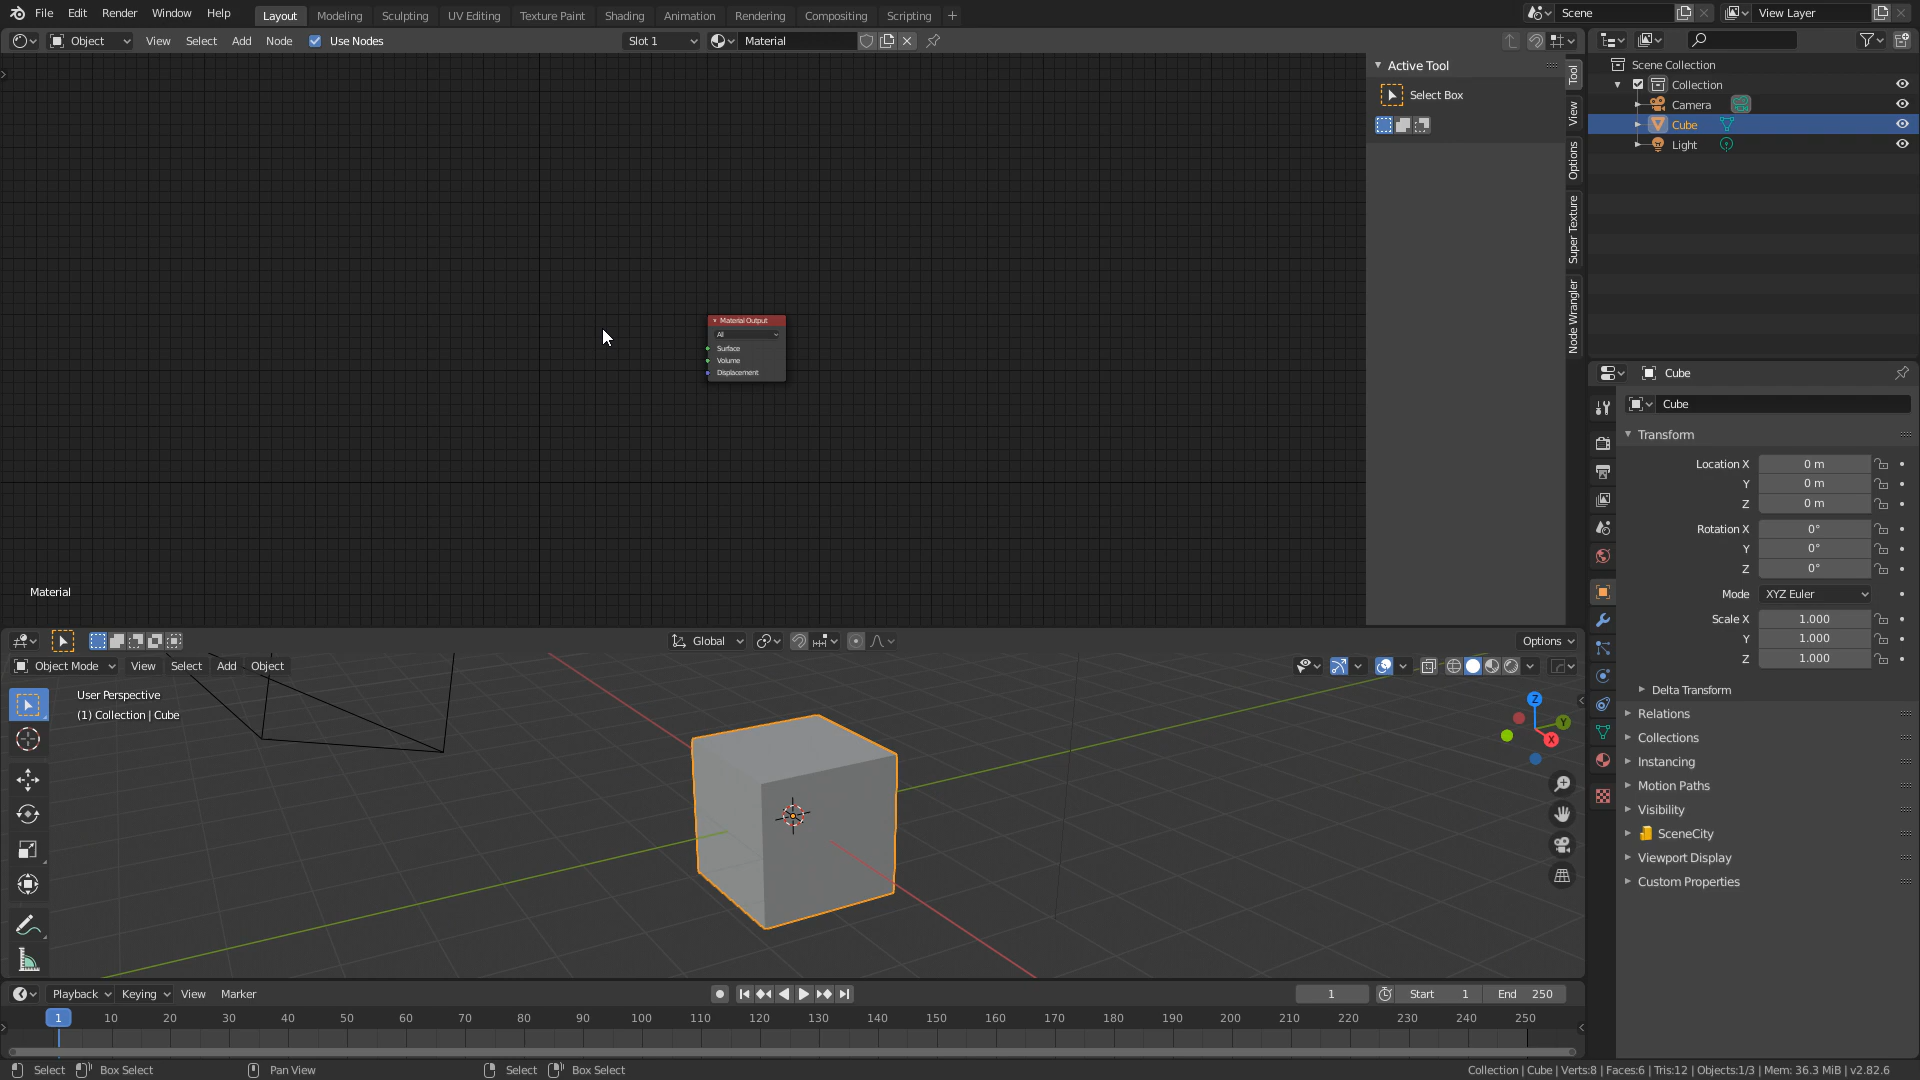 File Edit Render Window Help Layout Modeling Sculpting UV Editing Texture Paint Shading Animation Rendering Compositing Scripting + Scene View Layer
Object View Select Add Node Use Nodes Slot 1 Material
Active Tool
Select Box
Tool
View
Options
Super Texture
Node Wrangler
Scene Collection
Collection
Camera
Cube
Light
Material Output
All
Surface
Volume
Displacement
Material
Cube
Cube
Transform
Location X 0 m
Y 0 m
Z 0 m
Rotation X 0°
Y 0°
Z 0°
Mode XYZ Euler
Scale X 1.000
Y 1.000
Z 1.000
Delta Transform
Relations
Collections
Instancing
Motion Paths
Visibility
SceneCity
Viewport Display
Custom Properties
Global Options
Object Mode View Select Add Object
User Perspective
(1) Collection | Cube
Z
Y
X
Playback Keying View Marker 1 Start 1 End 250
1 10 20 30 40 50 60 70 80 90 100 110 120 130 140 150 160 170 180 190 200 210 220 230 240 250
Select Box Select Pan View Select Box Select Collection | Cube | Verts:8 | Faces:6 | Tris:12 | Objects:1/3 | Mem: 36.3 MiB | v2.82.6